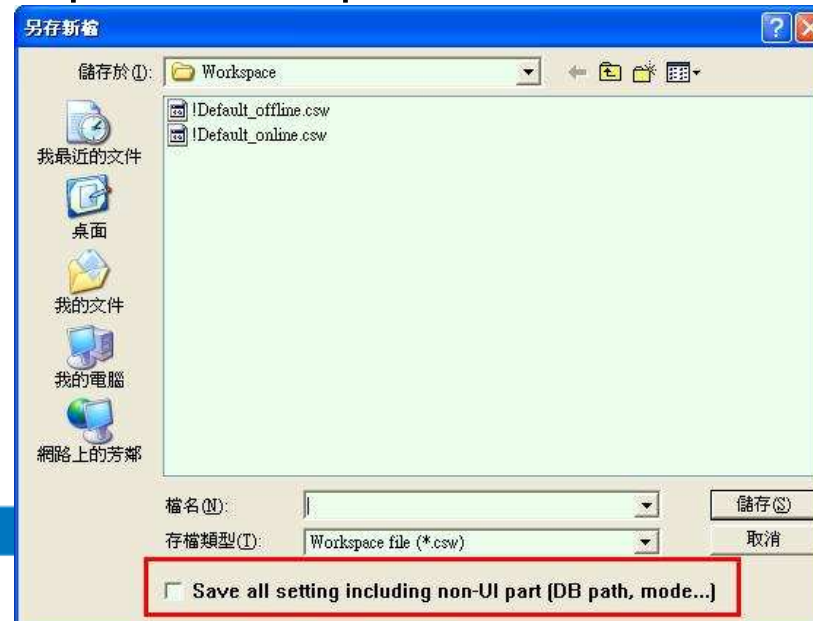 另存新檔
儲存於(I):
Workspace
!Default_offline.csw
!Default_online.csw
我最近的文件
桌面
我的文件
我的電腦
網路上的芳鄰
檔名(N):
儲存(S)
存檔類型(T):
Workspace file (*.csw)
取消
Save all setting including non-UI part (DB path, mode...)